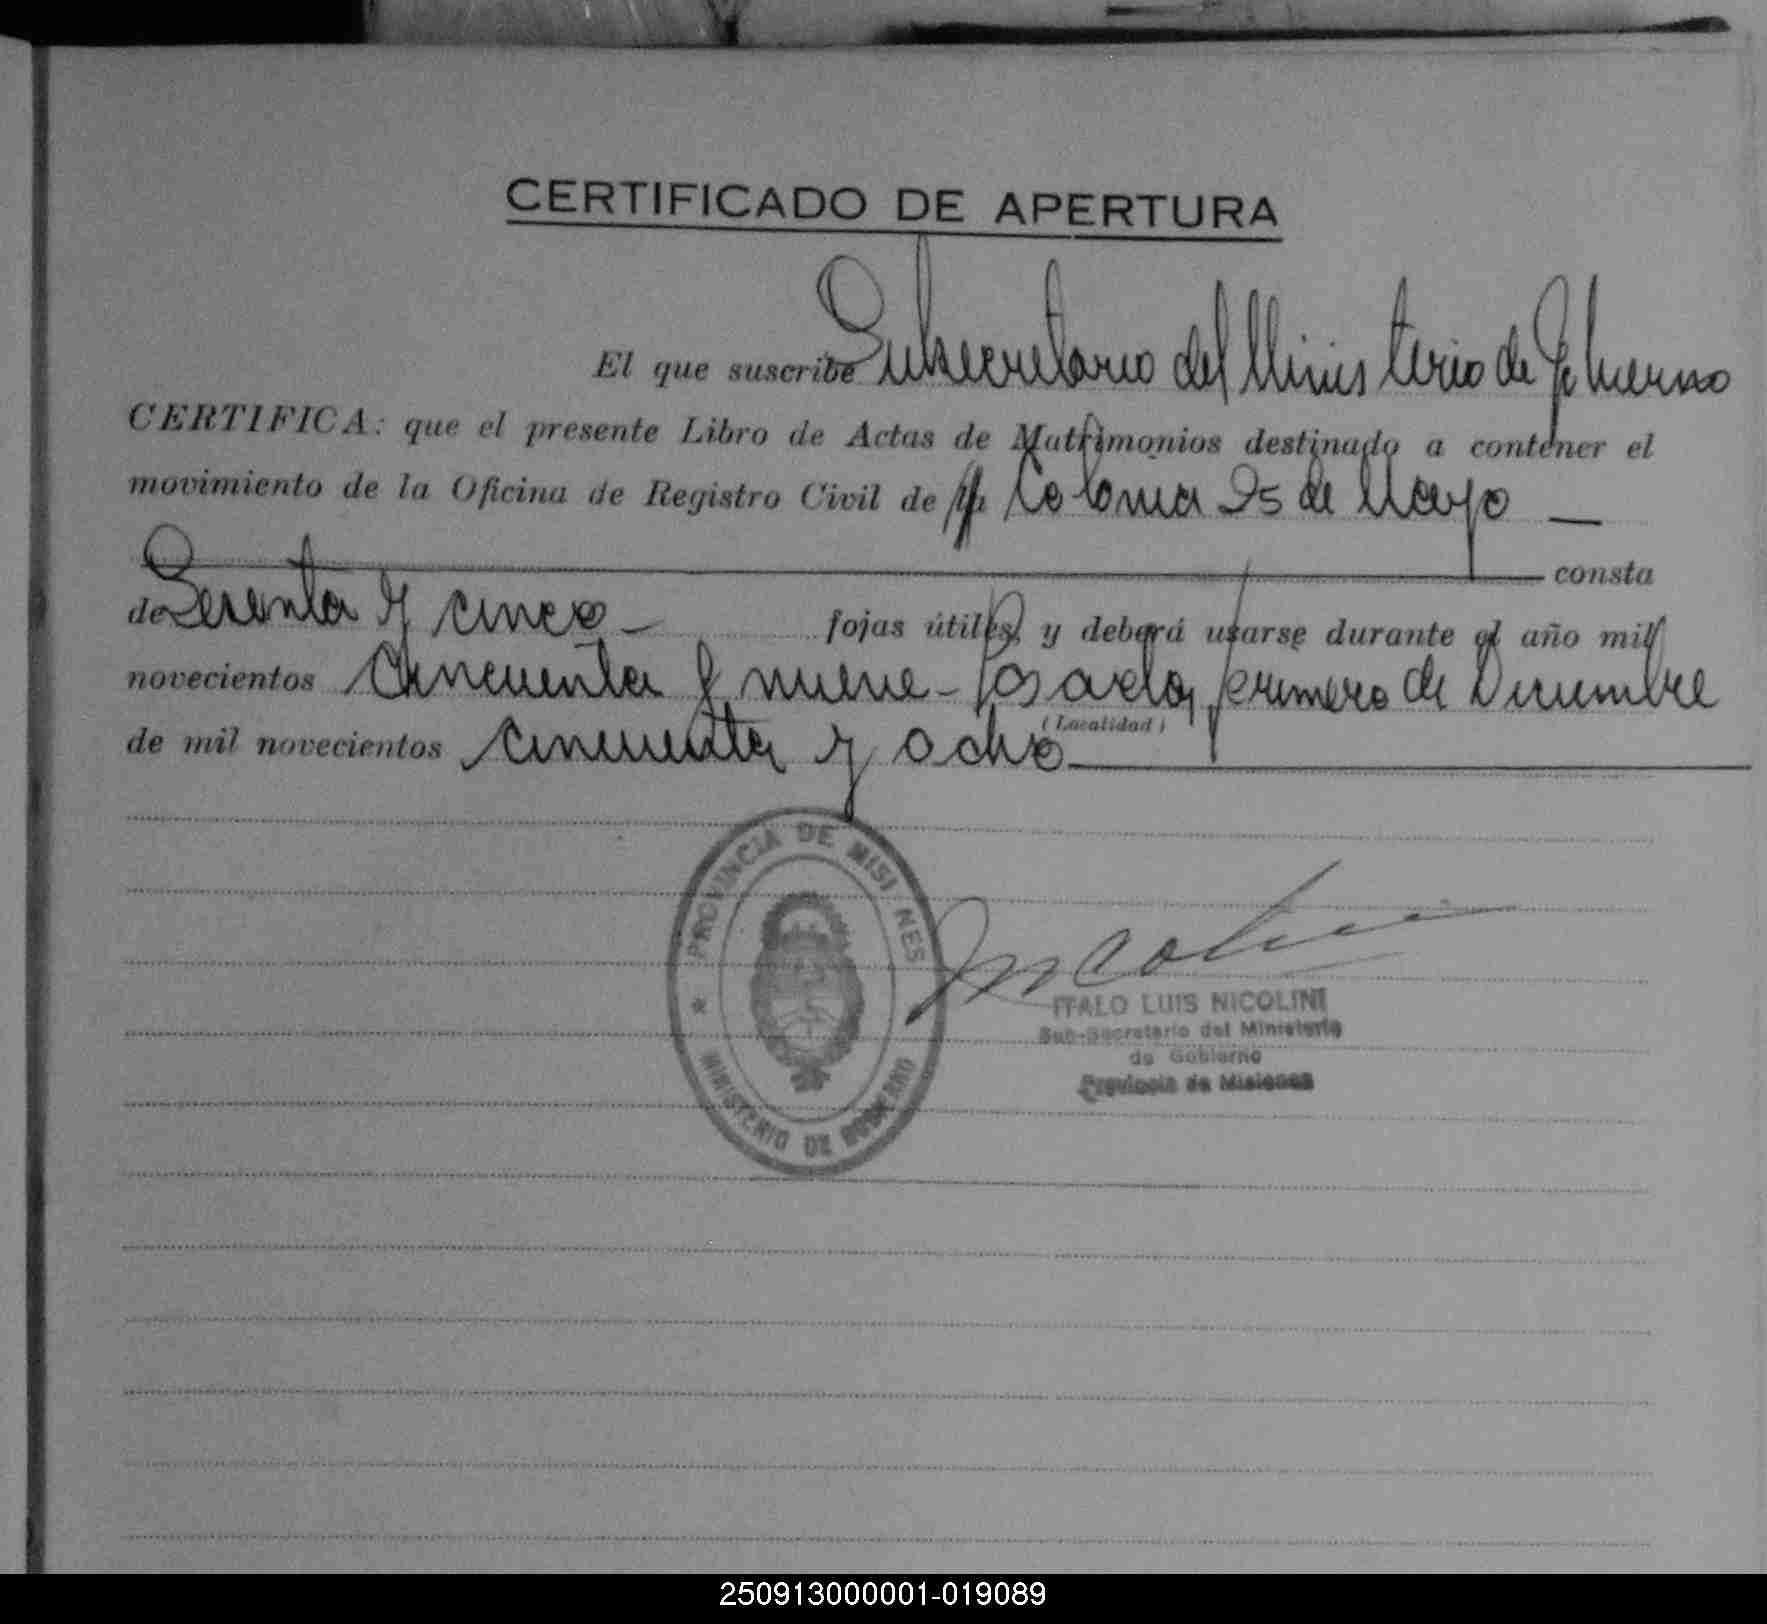 CERTIFICADO DE APERTURA
El que suscribe Subsecretario del Ministerio de Gobierno
CERTIFICA: que el presente Libro de Actas de Matrimonios destinado a contener el
movimiento de la Oficina de Registro Civil de Colonia 25 de Mayo —
consta
de Sesenta y cinco — fojas útiles, y deberá usarse durante el año mil
novecientos cincuenta y nueve - Posadas, primero de Diciembre
(Localidad)
de mil novecientos cincuenta y ocho
PROVINCIA DE MISIONES
MINISTERIO DE GOBIERNO
ITALO LUIS NICOLINI
Sub-Secretario del Ministerio
de Gobierno
Provincia de Misiones
250913000001-019089